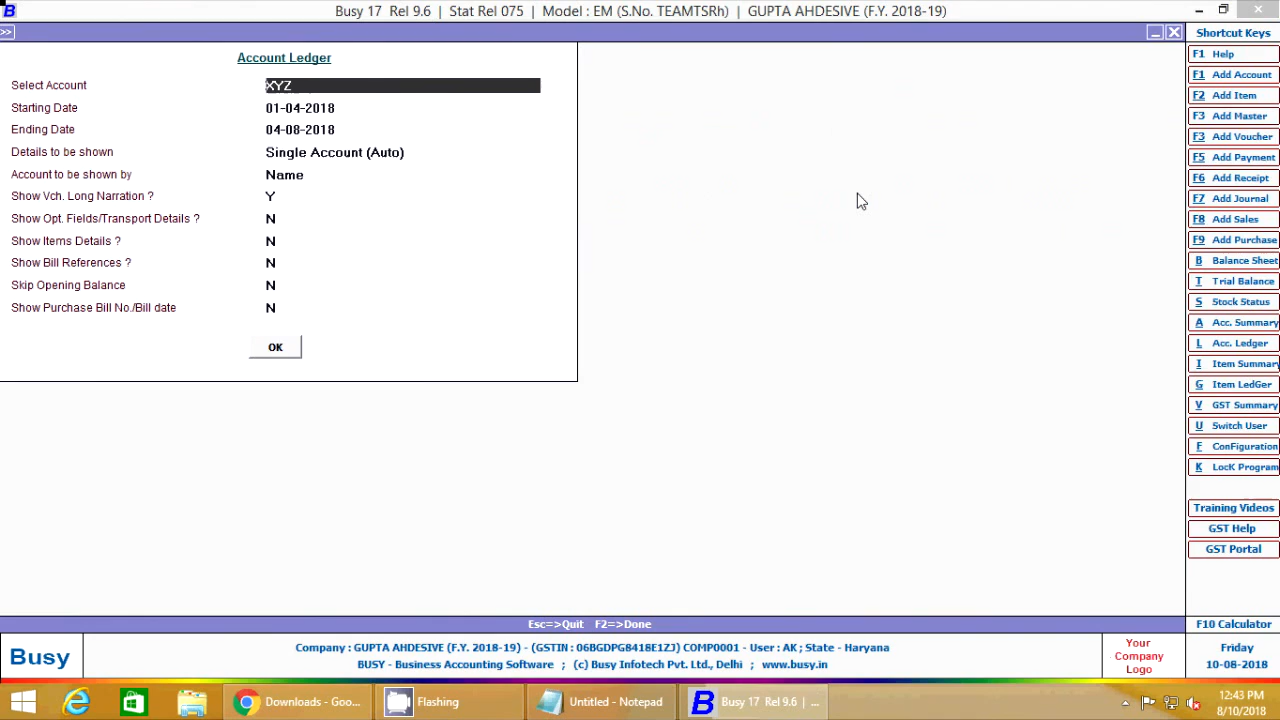 Busy 17 Rel 9.6 | Stat Rel 075 | Model : EM (S.No. TEAMTSRh) | GUPTA AHDESIVE (F.Y. 2018-19)
>>
Account Ledger
Select Account XYZ
Starting Date 01-04-2018
Ending Date 04-08-2018
Details to be shown Single Account (Auto)
Account to be shown by Name
Show Vch. Long Narration ? Y
Show Opt. Fields/Transport Details ? N
Show Items Details ? N
Show Bill References ? N
Skip Opening Balance N
Show Purchase Bill No./Bill date N
OK
Shortcut Keys
F1 Help
F1 Add Account
F2 Add Item
F3 Add Master
F3 Add Voucher
F5 Add Payment
F6 Add Receipt
F7 Add Journal
F8 Add Sales
F9 Add Purchase
B Balance Sheet
T Trial Balance
S Stock Status
A Acc. Summary
L Acc. Ledger
I Item Summary
G Item LedGer
V GST Summary
U Switch User
F ConFiguration
K LocK Program
Training Videos
GST Help
GST Portal
Esc=>Quit F2=>Done
F10 Calculator
Busy
Company : GUPTA AHDESIVE (F.Y. 2018-19) - (GSTIN : 06BGDPG8418E1ZJ) COMP0001 - User : AK ; State - Haryana
BUSY - Business Accounting Software ; (c) Busy Infotech Pvt. Ltd., Delhi ; www.busy.in
Your
Company
Logo
Friday
10-08-2018
Downloads - Goo...
Flashing
Untitled - Notepad
B Busy 17 Rel 9.6 | ...
12:43 PM
8/10/2018